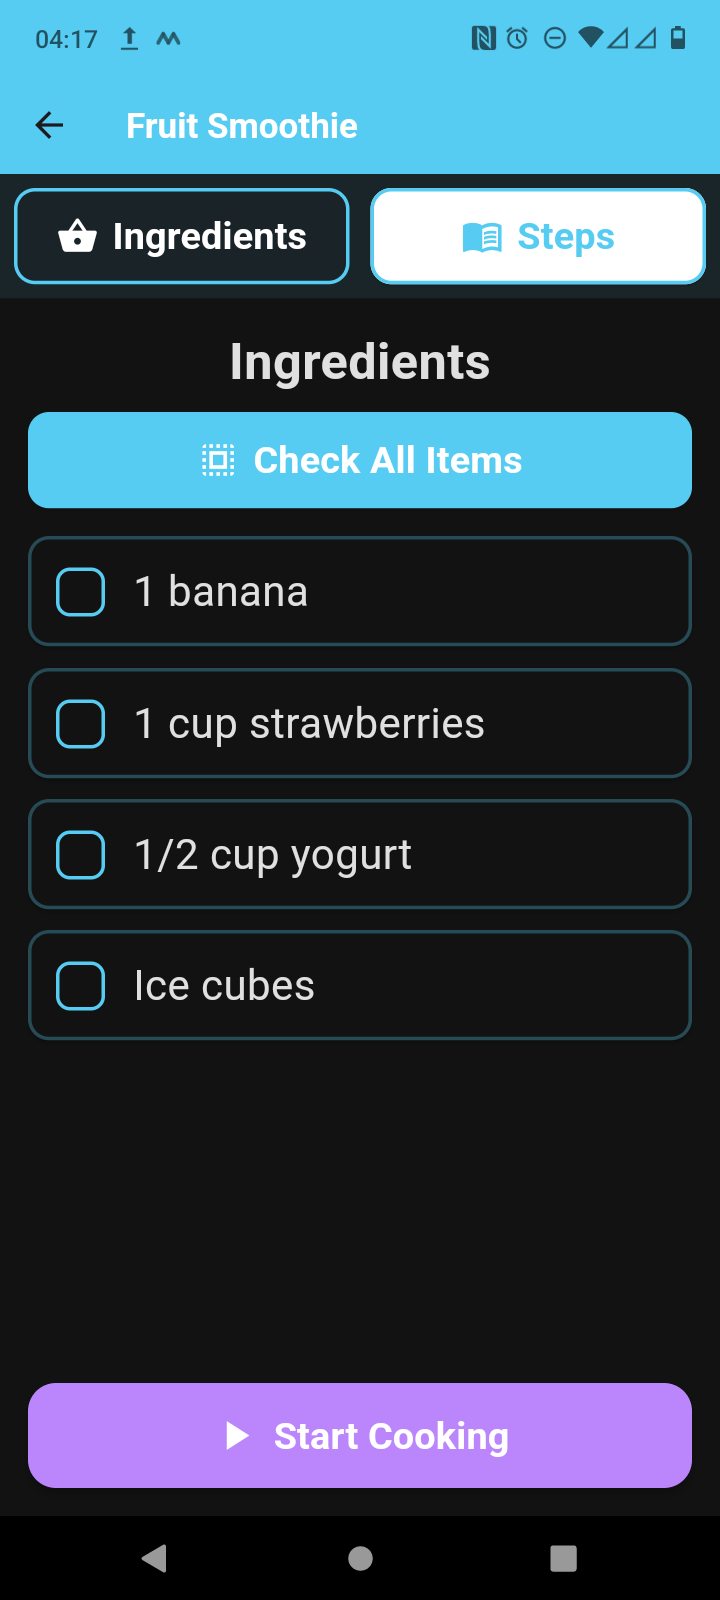 04:17
Fruit Smoothie
Ingredients
Steps
Ingredients
Check All Items
1 banana
1 cup strawberries
1/2 cup yogurt
Ice cubes
Start Cooking